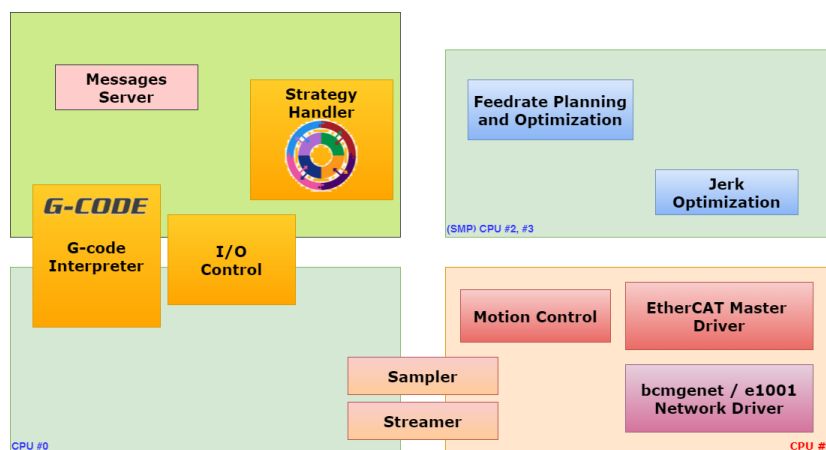 Messages
Server
Strategy
Handler
Feedrate Planning
and Optimization
Jerk
Optimization
(SMP) CPU #2, #3
G-CODE
G-code
Interpreter
I/O
Control
Motion Control
EtherCAT Master
Driver
Sampler
Streamer
bcmgenet / e1001
Network Driver
CPU #0
CPU #